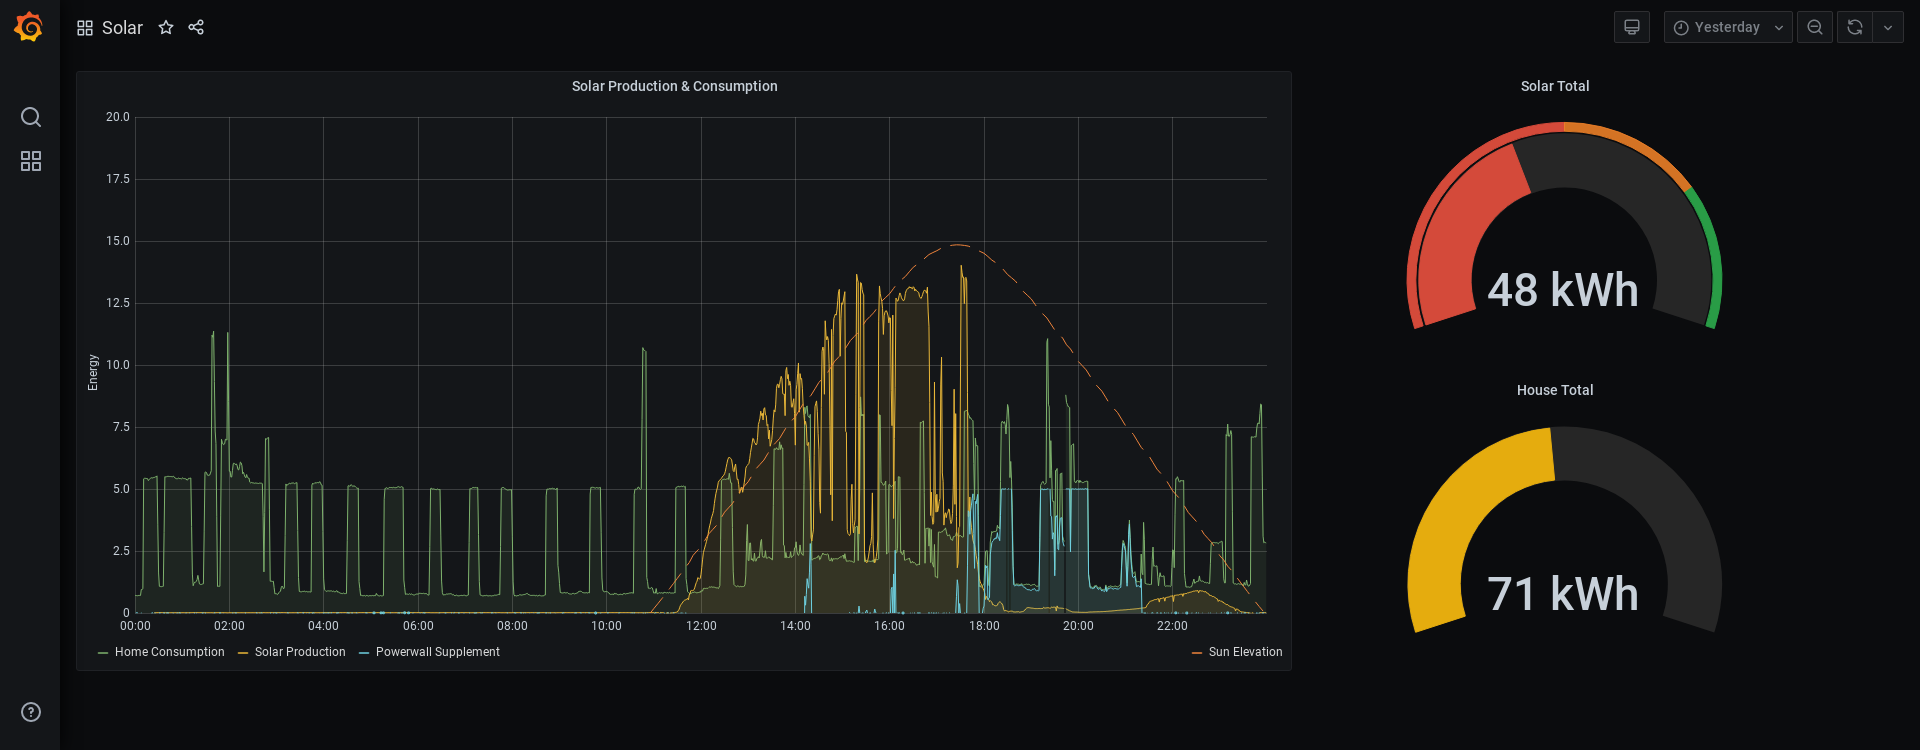 Solar
Yesterday
Solar Production & Consumption
20.0
17.5
15.0
12.5
10.0
7.5
5.0
2.5
0
Energy
00:00 02:00 04:00 06:00 08:00 10:00 12:00 14:00 16:00 18:00 20:00 22:00
Home Consumption Solar Production Powerwall Supplement Sun Elevation
Solar Total
48 kWh
House Total
71 kWh